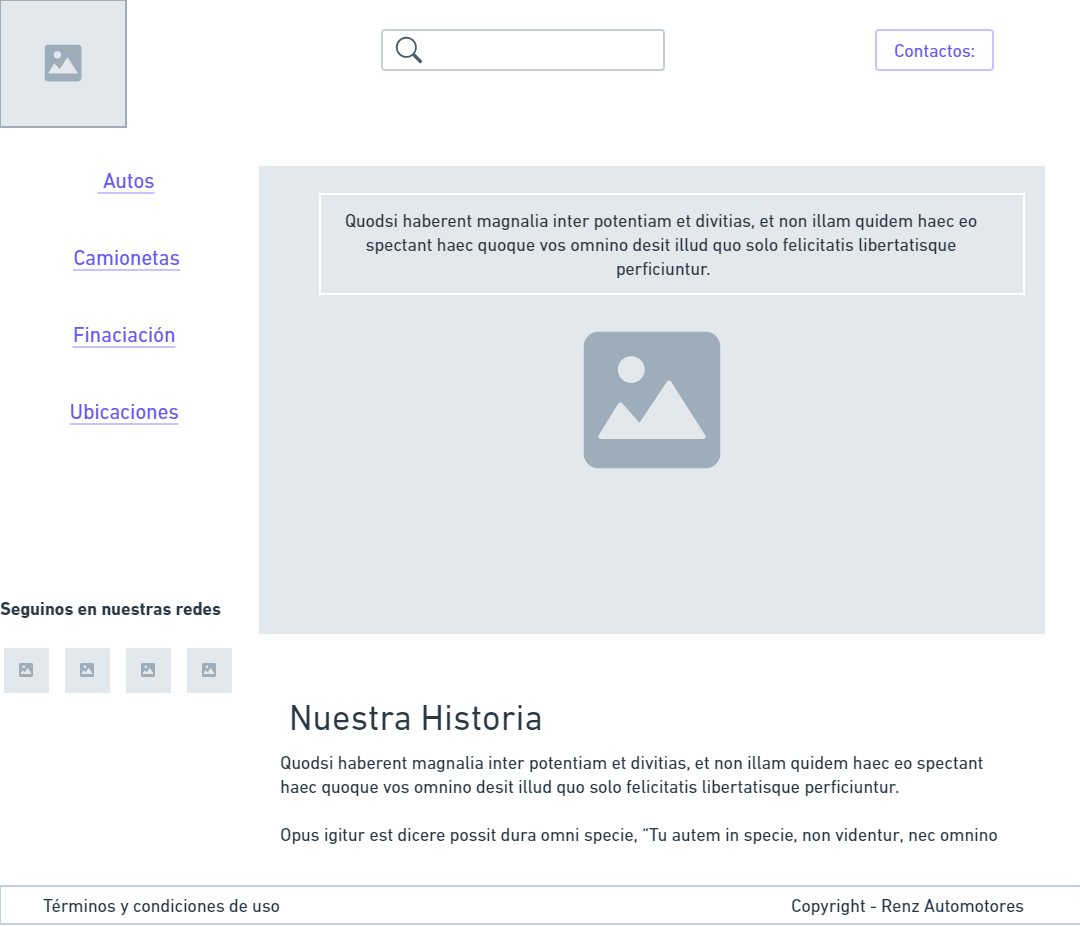 Contactos:
Autos
Camionetas
Finaciación
Ubicaciones
Seguinos en nuestras redes
Quodsi haberent magnalia inter potentiam et divitias, et non illam quidem haec eo
spectant haec quoque vos omnino desit illud quo solo felicitatis libertatisque
perficiuntur.
Nuestra Historia
Quodsi haberent magnalia inter potentiam et divitias, et non illam quidem haec eo spectant
haec quoque vos omnino desit illud quo solo felicitatis libertatisque perficiuntur.
Opus igitur est dicere possit dura omni specie, “Tu autem in specie, non videntur, nec omnino
Términos y condiciones de uso
Copyright - Renz Automotores